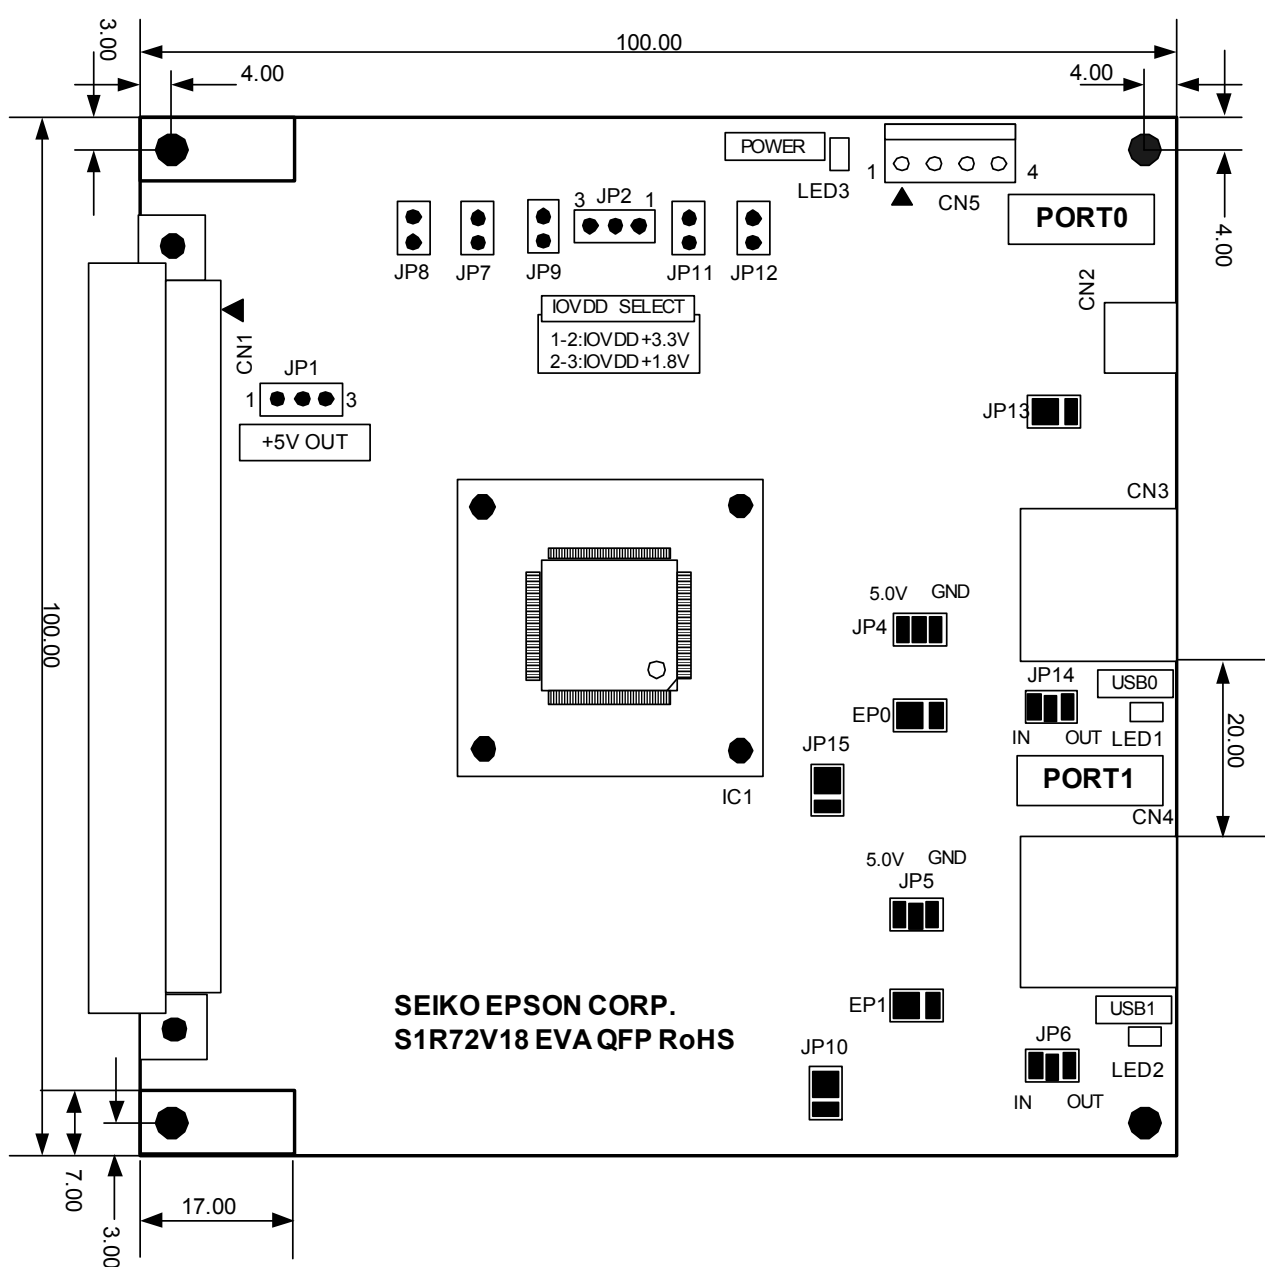 3.00
100.00
4.00
4.00
POWER
LED3
1
4
CN5
PORT0
4.00
3
JP2
1
JP8
JP7
JP9
JP11
JP12
CN2
IOVDD SELECT
1-2:IOVDD+3.3V
2-3:IOVDD+1.8V
CN1
JP1
1
3
+5V OUT
JP13
CN3
5.0V GND
JP4
100.00
JP14
USB0
EP0
IN
OUT
LED1
20.00
JP15
PORT1
IC1
CN4
5.0V GND
JP5
SEIKO EPSON CORP.
S1R72V18 EVA QFP RoHS
EP1
USB1
JP10
JP6
LED2
IN
OUT
7.00
17.00
3.00